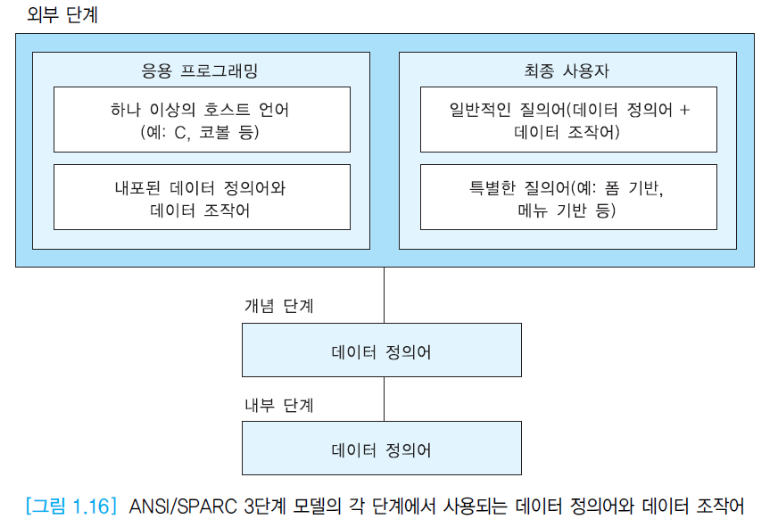 외부 단계
응용 프로그래밍
하나 이상의 호스트 언어
(예: C, 코볼 등)
내포된 데이터 정의어와
데이터 조작어
최종 사용자
일반적인 질의어(데이터 정의어 +
데이터 조작어)
특별한 질의어(예: 폼 기반,
메뉴 기반 등)
개념 단계
데이터 정의어
내부 단계
데이터 정의어
[그림 1.16] ANSI/SPARC 3단계 모델의 각 단계에서 사용되는 데이터 정의어와 데이터 조작어